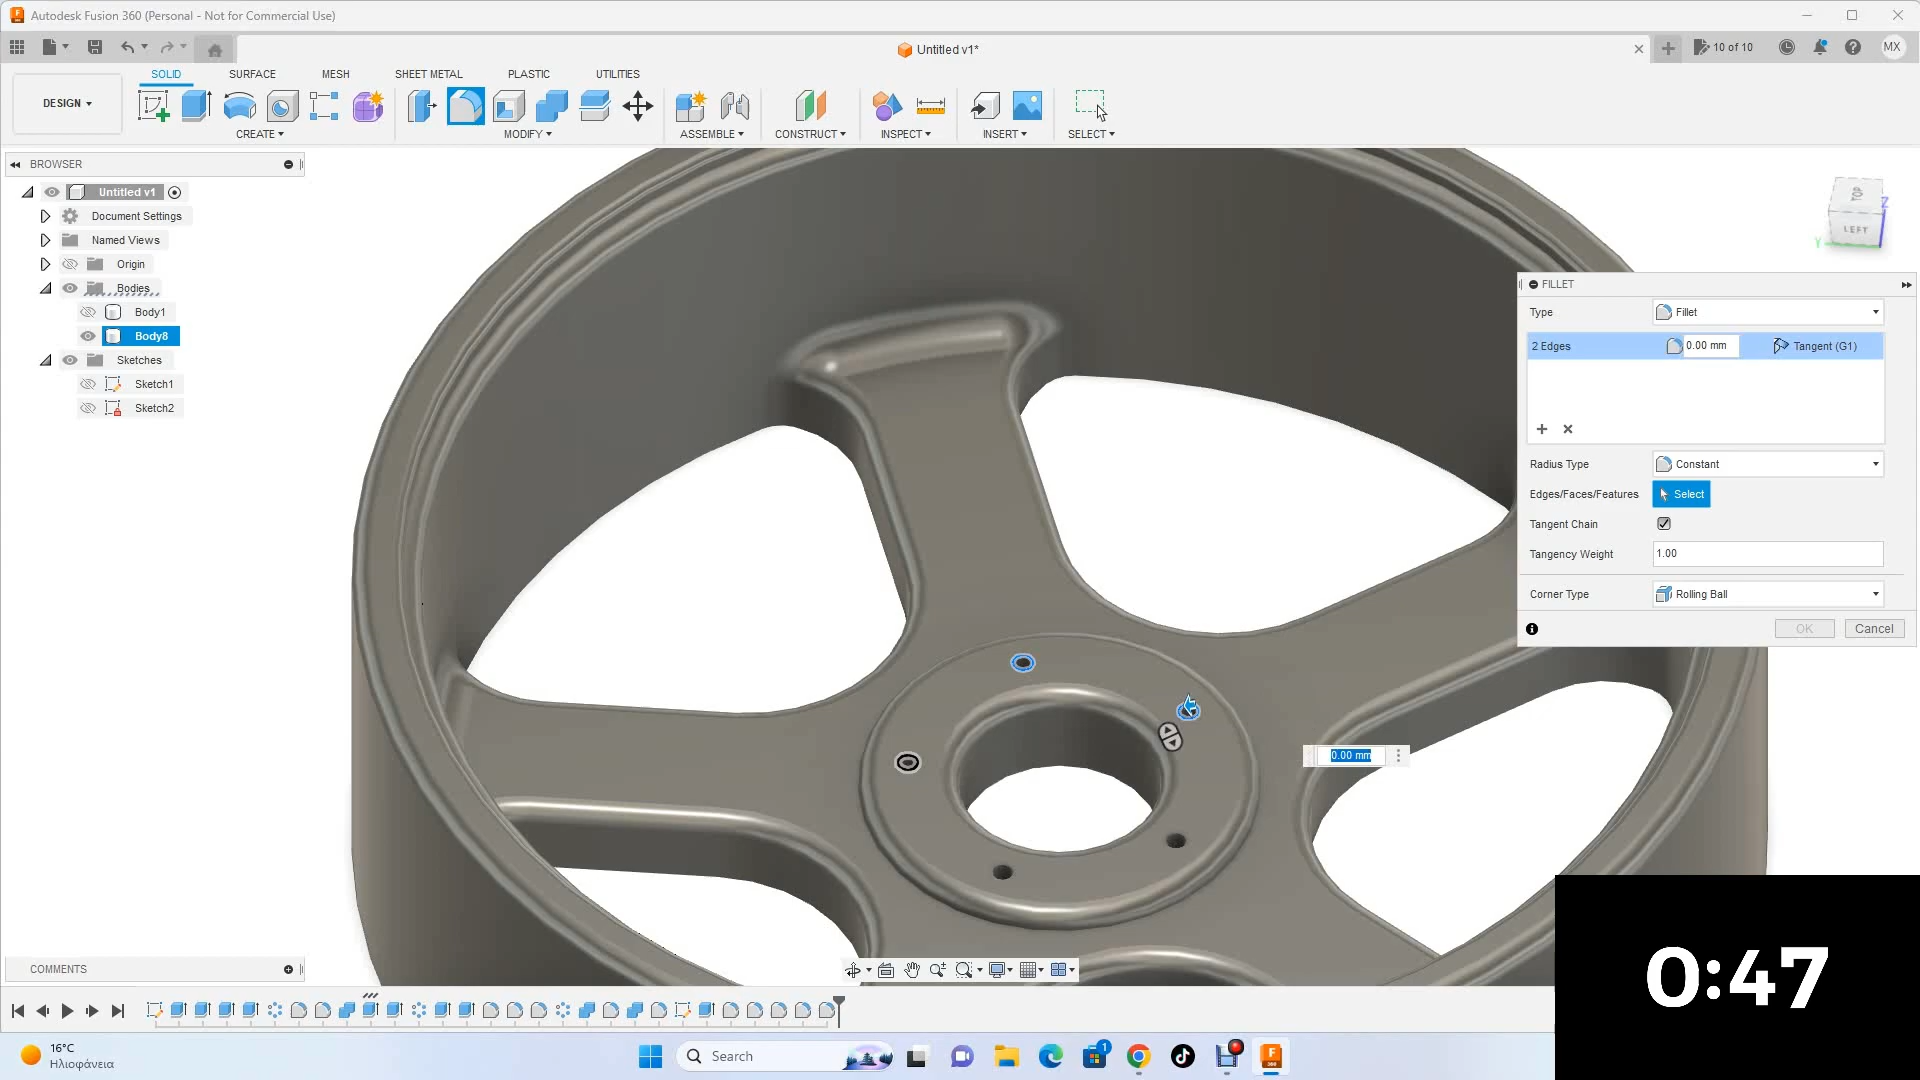 Autodesk Fusion 360 (Personal - Not for Commercial Use)
Untitled v1*
10 of 10
MX
DESIGN
SOLID
SURFACE
MESH
SHEET METAL
PLASTIC
UTILITIES
CREATE
MODIFY
ASSEMBLE
CONSTRUCT
INSPECT
INSERT
SELECT
BROWSER
Untitled v1
Document Settings
Named Views
Origin
Bodies
Body1
Body8
Sketches
Sketch1
Sketch2
TOP
LEFT
Z
Y
FILLET
Type
Fillet
2 Edges
0.00 mm
Tangent (G1)
Radius Type
Constant
Edges/Faces/Features
Select
Tangent Chain
Tangency Weight
1.00
Corner Type
Rolling Ball
OK
Cancel
0.00 mm
COMMENTS
0:47
16°C
Ηλιοφάνεια
Search
1
F
360